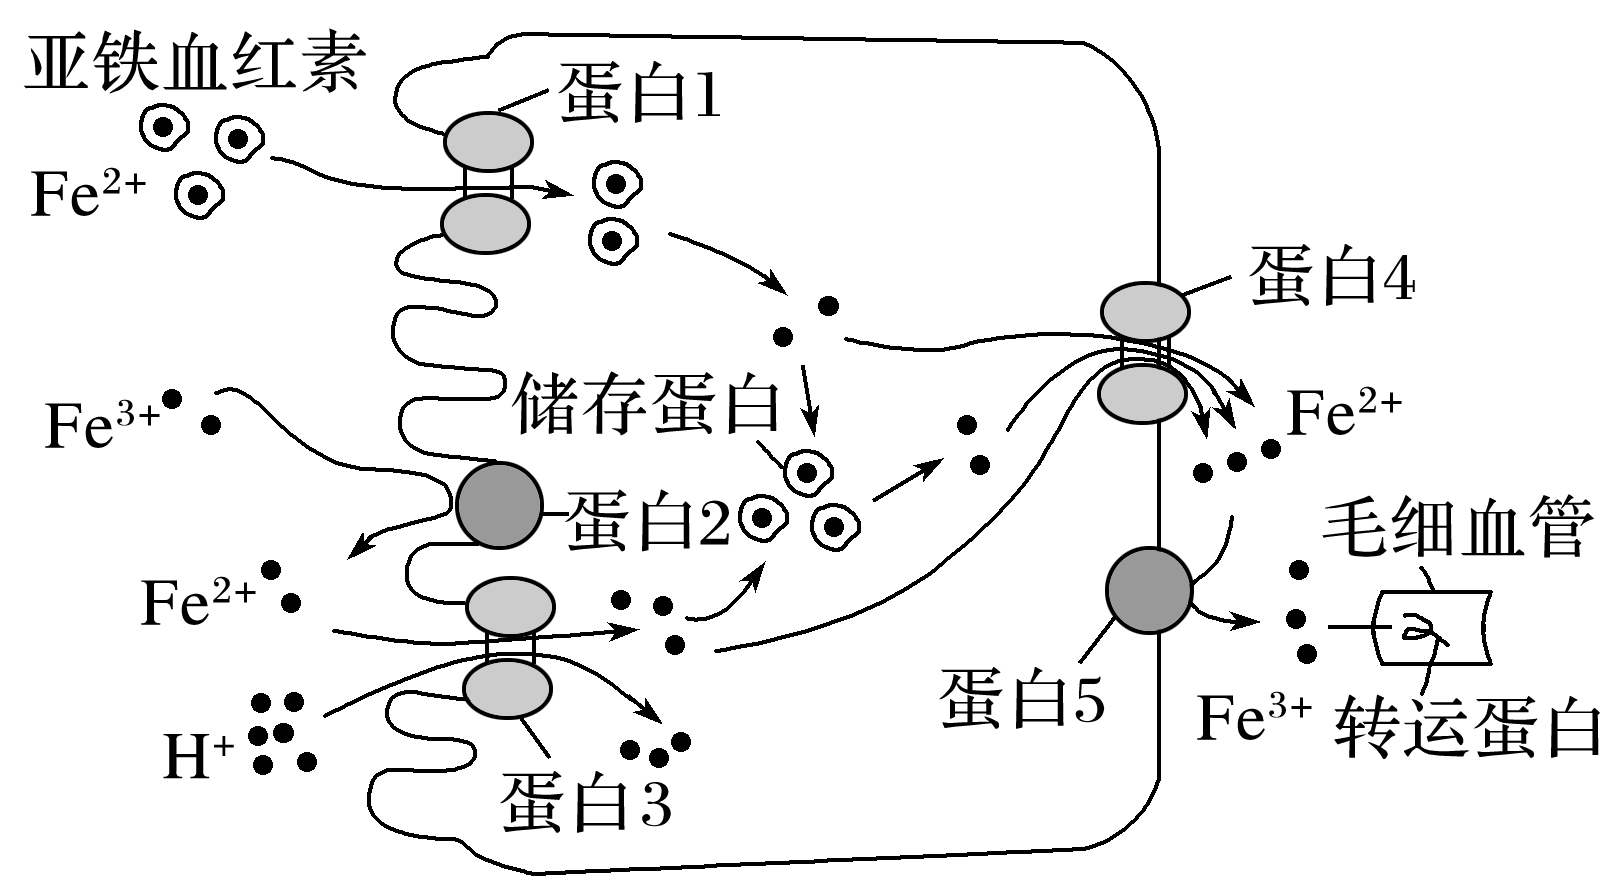 亚铁血红素
蛋白1
Fe²⁺
蛋白4
储存蛋白
Fe³⁺
Fe²⁺
蛋白2
毛细血管
Fe²⁺
蛋白5
Fe³⁺
转运蛋白
H⁺
蛋白3